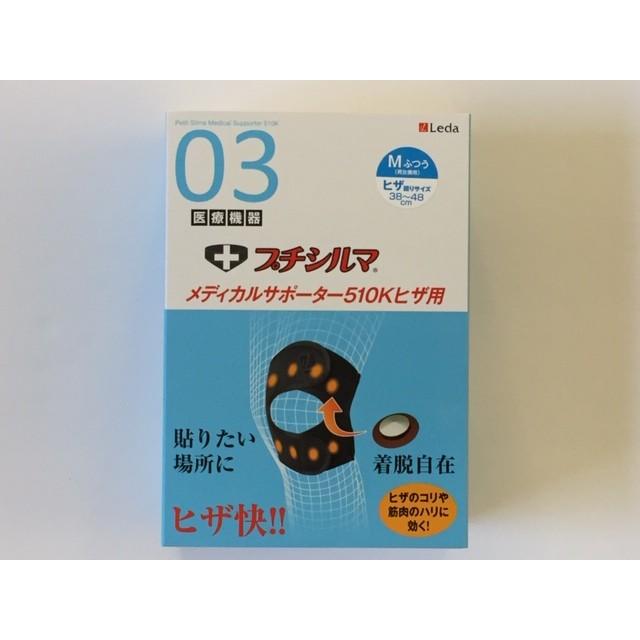 Petit Slima Medical Supporter 510K
Leda
03
医療機器
Mふつう
(男女兼用)
ヒザ廻りサイズ
38〜48
cm
プチシルマ®
メディカルサポーター510Kヒザ用
貼りたい
場所に
着脱自在
ヒザ快!!
ヒザのコリや
筋肉のハリに
効く!